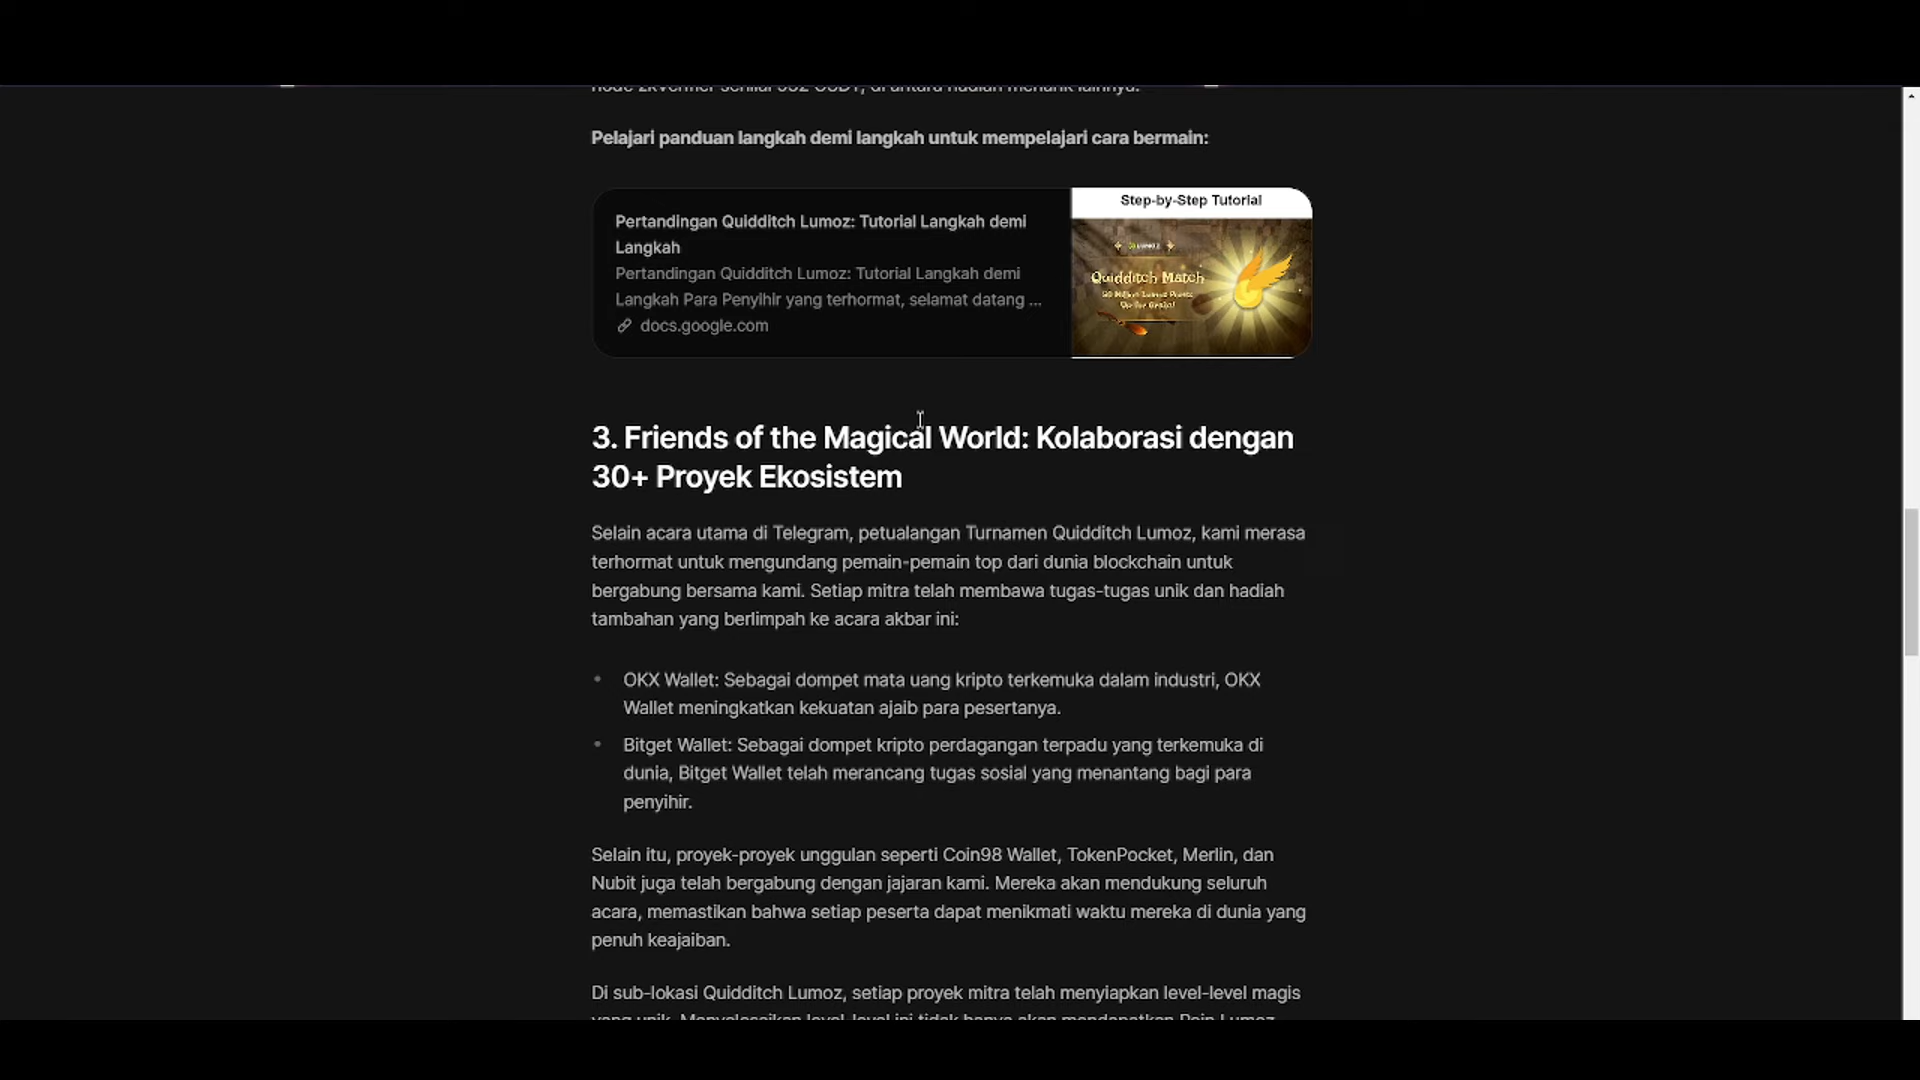 Pelajari panduan langkah demi langkah untuk mempelajari cara bermain:
Pertandingan Quidditch Lumoz: Tutorial Langkah demi
Langkah
Pertandingan Quidditch Lumoz: Tutorial Langkah demi
Langkah Para Penyihir yang terhormat, selamat datang ...
docs.google.com
Step-by-Step Tutorial
Quidditch Match
3. Friends of the Magical World: Kolaborasi dengan
30+ Proyek Ekosistem
Selain acara utama di Telegram, petualangan Turnamen Quidditch Lumoz, kami merasa
terhormat untuk mengundang pemain-pemain top dari dunia blockchain untuk
bergabung bersama kami. Setiap mitra telah membawa tugas-tugas unik dan hadiah
tambahan yang berlimpah ke acara akbar ini:
• OKX Wallet: Sebagai dompet mata uang kripto terkemuka dalam industri, OKX
Wallet meningkatkan kekuatan ajaib para pesertanya.
• Bitget Wallet: Sebagai dompet kripto perdagangan terpadu yang terkemuka di
dunia, Bitget Wallet telah merancang tugas sosial yang menantang bagi para
penyihir.
Selain itu, proyek-proyek unggulan seperti Coin98 Wallet, TokenPocket, Merlin, dan
Nubit juga telah bergabung dengan jajaran kami. Mereka akan mendukung seluruh
acara, memastikan bahwa setiap peserta dapat menikmati waktu mereka di dunia yang
penuh keajaiban.
Di sub-lokasi Quidditch Lumoz, setiap proyek mitra telah menyiapkan level-level magis